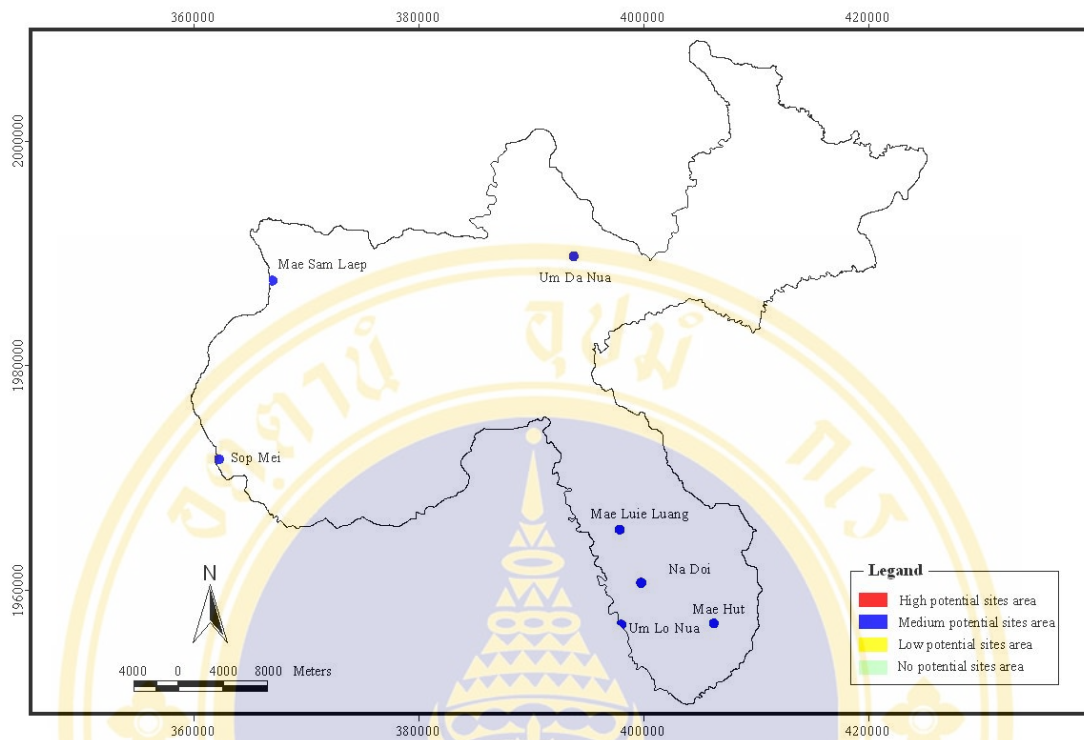 360000 380000 400000 420000
2000000
1980000
1960000
Mae Sam Laep
Um Da Nua
Sop Mei
Mae Luie Luang
Na Doi
Mae Hut
Um Lo Nua
N
4000 0 4000 8000 Meters
Legand
High potential sites area
Medium potential sites area
Low potential sites area
No potential sites area
360000 380000 400000 420000